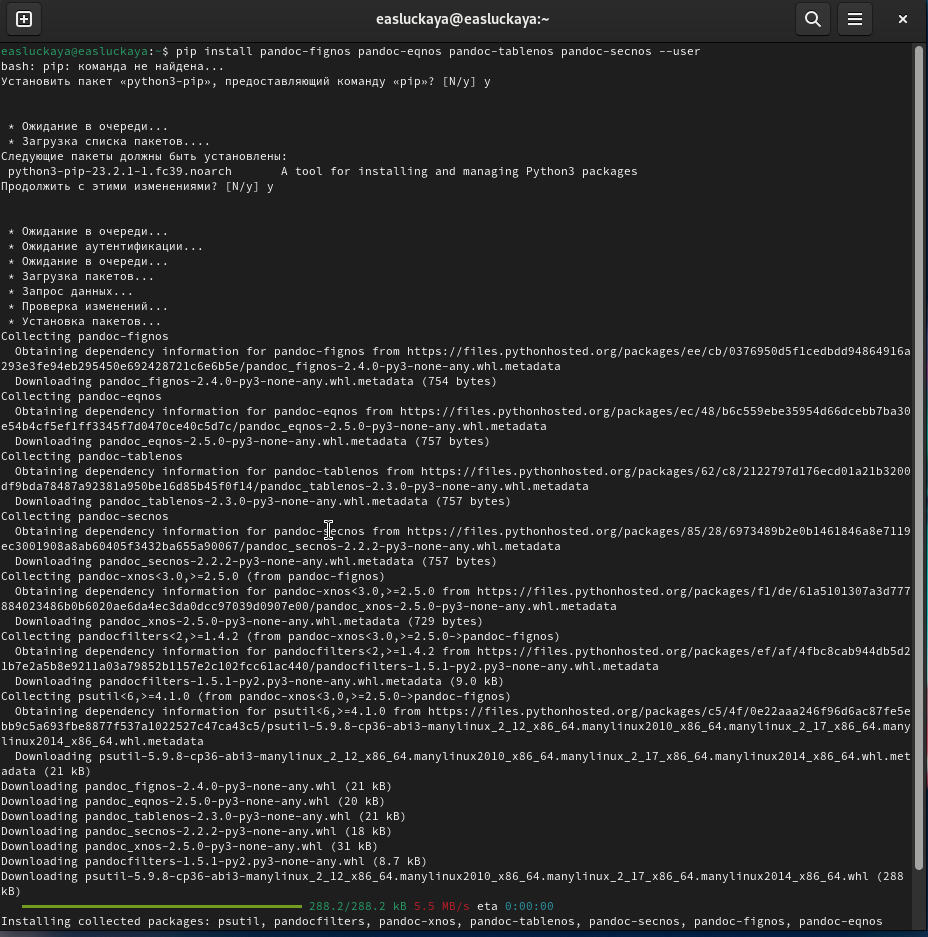 easluckaya@easluckaya:~
easluckaya@easluckaya:~$ pip install pandoc-fignos pandoc-eqnos pandoc-tablenos pandoc-secnos --user
bash: pip: команда не найдена...
Установить пакет «python3-pip», предоставляющий команду «pip»? [N/y] y
* Ожидание в очереди...
* Загрузка списка пакетов....
Следующие пакеты должны быть установлены:
python3-pip-23.2.1-1.fc39.noarch A tool for installing and managing Python3 packages
Продолжить с этими изменениями? [N/y] y
* Ожидание в очереди...
* Ожидание аутентификации...
* Ожидание в очереди...
* Загрузка пакетов...
* Запрос данных...
* Проверка изменений...
* Установка пакетов...
Collecting pandoc-fignos
Obtaining dependency information for pandoc-fignos from https://files.pythonhosted.org/packages/ee/cb/0376950d5f1cedbdd94864916a
293e3fe94eb295450e692428721c6e6b5e/pandoc_fignos-2.4.0-py3-none-any.whl.metadata
Downloading pandoc_fignos-2.4.0-py3-none-any.whl.metadata (754 bytes)
Collecting pandoc-eqnos
Obtaining dependency information for pandoc-eqnos from https://files.pythonhosted.org/packages/ec/48/b6c559ebe35954d66dcebb7ba30
e54b4cf5ef1ff3345f7d0470ce40c5d7c/pandoc_eqnos-2.5.0-py3-none-any.whl.metadata
Downloading pandoc_eqnos-2.5.0-py3-none-any.whl.metadata (757 bytes)
Collecting pandoc-tablenos
Obtaining dependency information for pandoc-tablenos from https://files.pythonhosted.org/packages/62/c8/2122797d176ecd01a21b3200
df9bda78487a92381a950be16d85b45f0f14/pandoc_tablenos-2.3.0-py3-none-any.whl.metadata
Downloading pandoc_tablenos-2.3.0-py3-none-any.whl.metadata (757 bytes)
Collecting pandoc-secnos
Obtaining dependency information for pandoc-secnos from https://files.pythonhosted.org/packages/85/28/6973489b2e0b1461846a8e7119
ec3001908a8ab60405f3432ba655a90067/pandoc_secnos-2.2.2-py3-none-any.whl.metadata
Downloading pandoc_secnos-2.2.2-py3-none-any.whl.metadata (757 bytes)
Collecting pandoc-xnos<3.0,>=2.5.0 (from pandoc-fignos)
Obtaining dependency information for pandoc-xnos<3.0,>=2.5.0 from https://files.pythonhosted.org/packages/f1/de/61a5101307a3d777
884023486b0b6020ae6da4ec3da0dcc97039d0907e00/pandoc_xnos-2.5.0-py3-none-any.whl.metadata
Downloading pandoc_xnos-2.5.0-py3-none-any.whl.metadata (729 bytes)
Collecting pandocfilters<2,>=1.4.2 (from pandoc-xnos<3.0,>=2.5.0->pandoc-fignos)
Obtaining dependency information for pandocfilters<2,>=1.4.2 from https://files.pythonhosted.org/packages/ef/af/4fbc8cab944db5d2
1b7e2a5b8e9211a03a79852b1157e2c102fcc61ac440/pandocfilters-1.5.1-py2.py3-none-any.whl.metadata
Downloading pandocfilters-1.5.1-py2.py3-none-any.whl.metadata (9.0 kB)
Collecting psutil<6,>=4.1.0 (from pandoc-xnos<3.0,>=2.5.0->pandoc-fignos)
Obtaining dependency information for psutil<6,>=4.1.0 from https://files.pythonhosted.org/packages/c5/4f/0e22aaa246f96d6ac87fe5e
bb9c5a693fbe8877f537a1022527c47ca43c5/psutil-5.9.8-cp36-abi3-manylinux_2_12_x86_64.manylinux2010_x86_64.manylinux_2_17_x86_64.many
linux2014_x86_64.whl.metadata
Downloading psutil-5.9.8-cp36-abi3-manylinux_2_12_x86_64.manylinux2010_x86_64.manylinux_2_17_x86_64.manylinux2014_x86_64.whl.met
adata (21 kB)
Downloading pandoc_fignos-2.4.0-py3-none-any.whl (21 kB)
Downloading pandoc_eqnos-2.5.0-py3-none-any.whl (20 kB)
Downloading pandoc_tablenos-2.3.0-py3-none-any.whl (21 kB)
Downloading pandoc_secnos-2.2.2-py3-none-any.whl (18 kB)
Downloading pandoc_xnos-2.5.0-py3-none-any.whl (31 kB)
Downloading pandocfilters-1.5.1-py2.py3-none-any.whl (8.7 kB)
Downloading psutil-5.9.8-cp36-abi3-manylinux_2_12_x86_64.manylinux2010_x86_64.manylinux_2_17_x86_64.manylinux2014_x86_64.whl (288
kB)
288.2/288.2 kB 5.5 MB/s eta 0:00:00
Installing collected packages: psutil, pandocfilters, pandoc-xnos, pandoc-tablenos, pandoc-secnos, pandoc-fignos, pandoc-eqnos